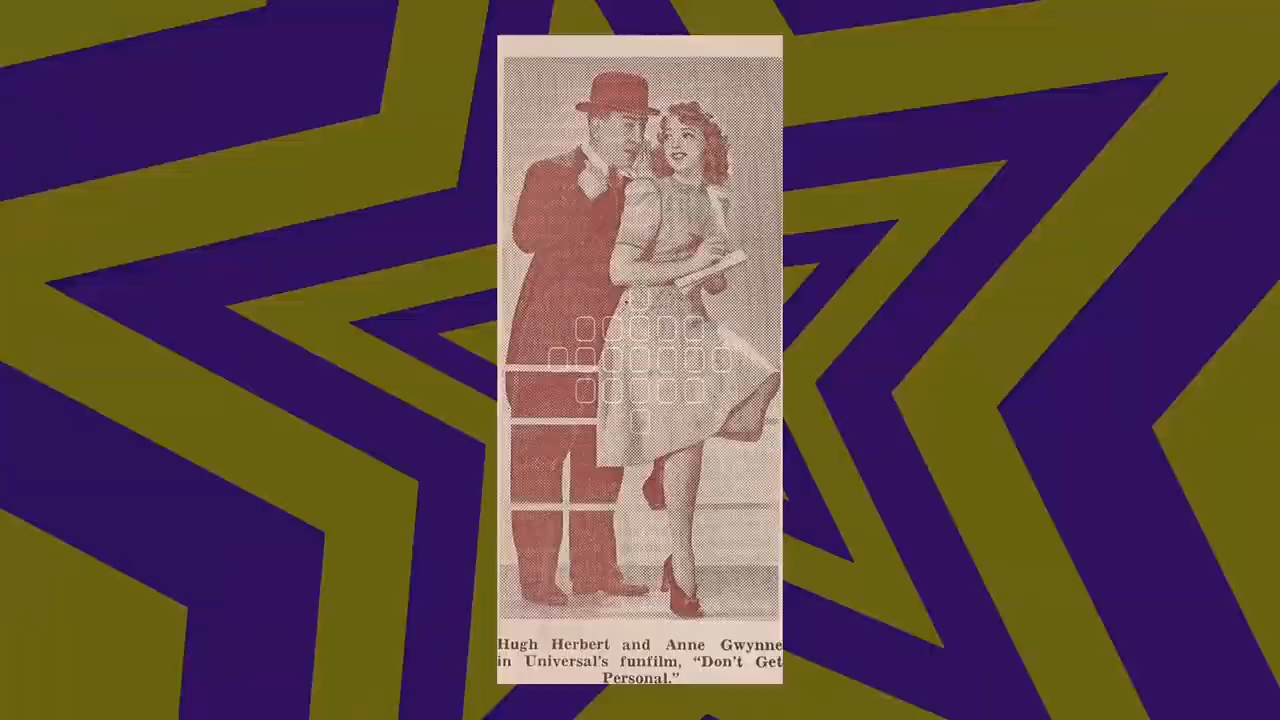 Hugh Herbert and Anne Gwynne
in Universal's funfilm, “Don't Get
Personal.”